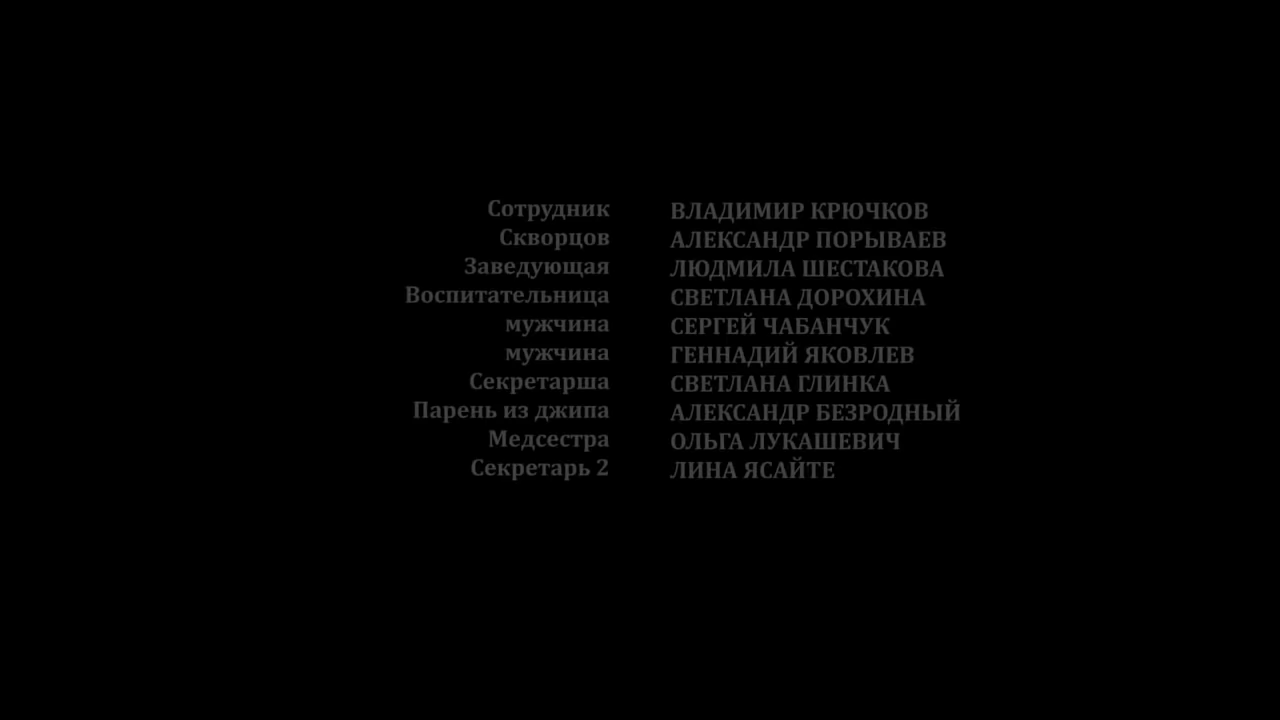 Сотрудник ВЛАДИМИР КРЮЧКОВ
Скворцов АЛЕКСАНДР ПОРЫВАЕВ
Заведующая ЛЮДМИЛА ШЕСТАКОВА
Воспитательница СВЕТЛАНА ДОРОХИНА
мужчина СЕРГЕЙ ЧАБАНЧУК
мужчина ГЕННАДИЙ ЯКОВЛЕВ
Секретарша СВЕТЛАНА ГЛИНКА
Парень из джипа АЛЕКСАНДР БЕЗРОДНЫЙ
Медсестра ОЛЬГА ЛУКАШЕВИЧ
Секретарь 2 ЛИНА ЯСАЙТЕ